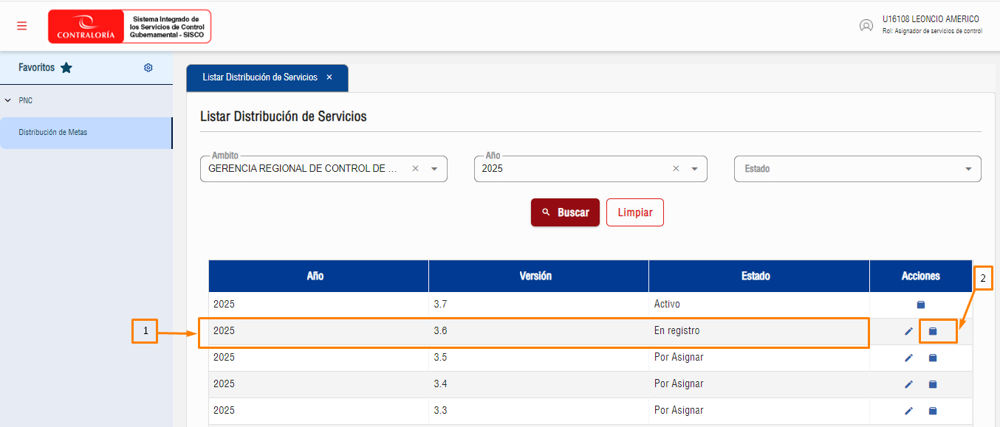 CONTRALORÍA
Sistema Integrado de
los Servicios de Control
Gubernamental - SISCO
U16108 LEONCIO AMERICO
Rol: Asignador de servicios de control
Favoritos
PNC
Distribución de Metas
Listar Distribución de Servicios ×
Listar Distribución de Servicios
Ambito
GERENCIA REGIONAL DE CONTROL DE ...
Año
2025
Estado
Buscar
Limpiar
Año Versión Estado Acciones
2025 3.7 Activo
2025 3.6 En registro
2025 3.5 Por Asignar
2025 3.4 Por Asignar
2025 3.3 Por Asignar
1
2